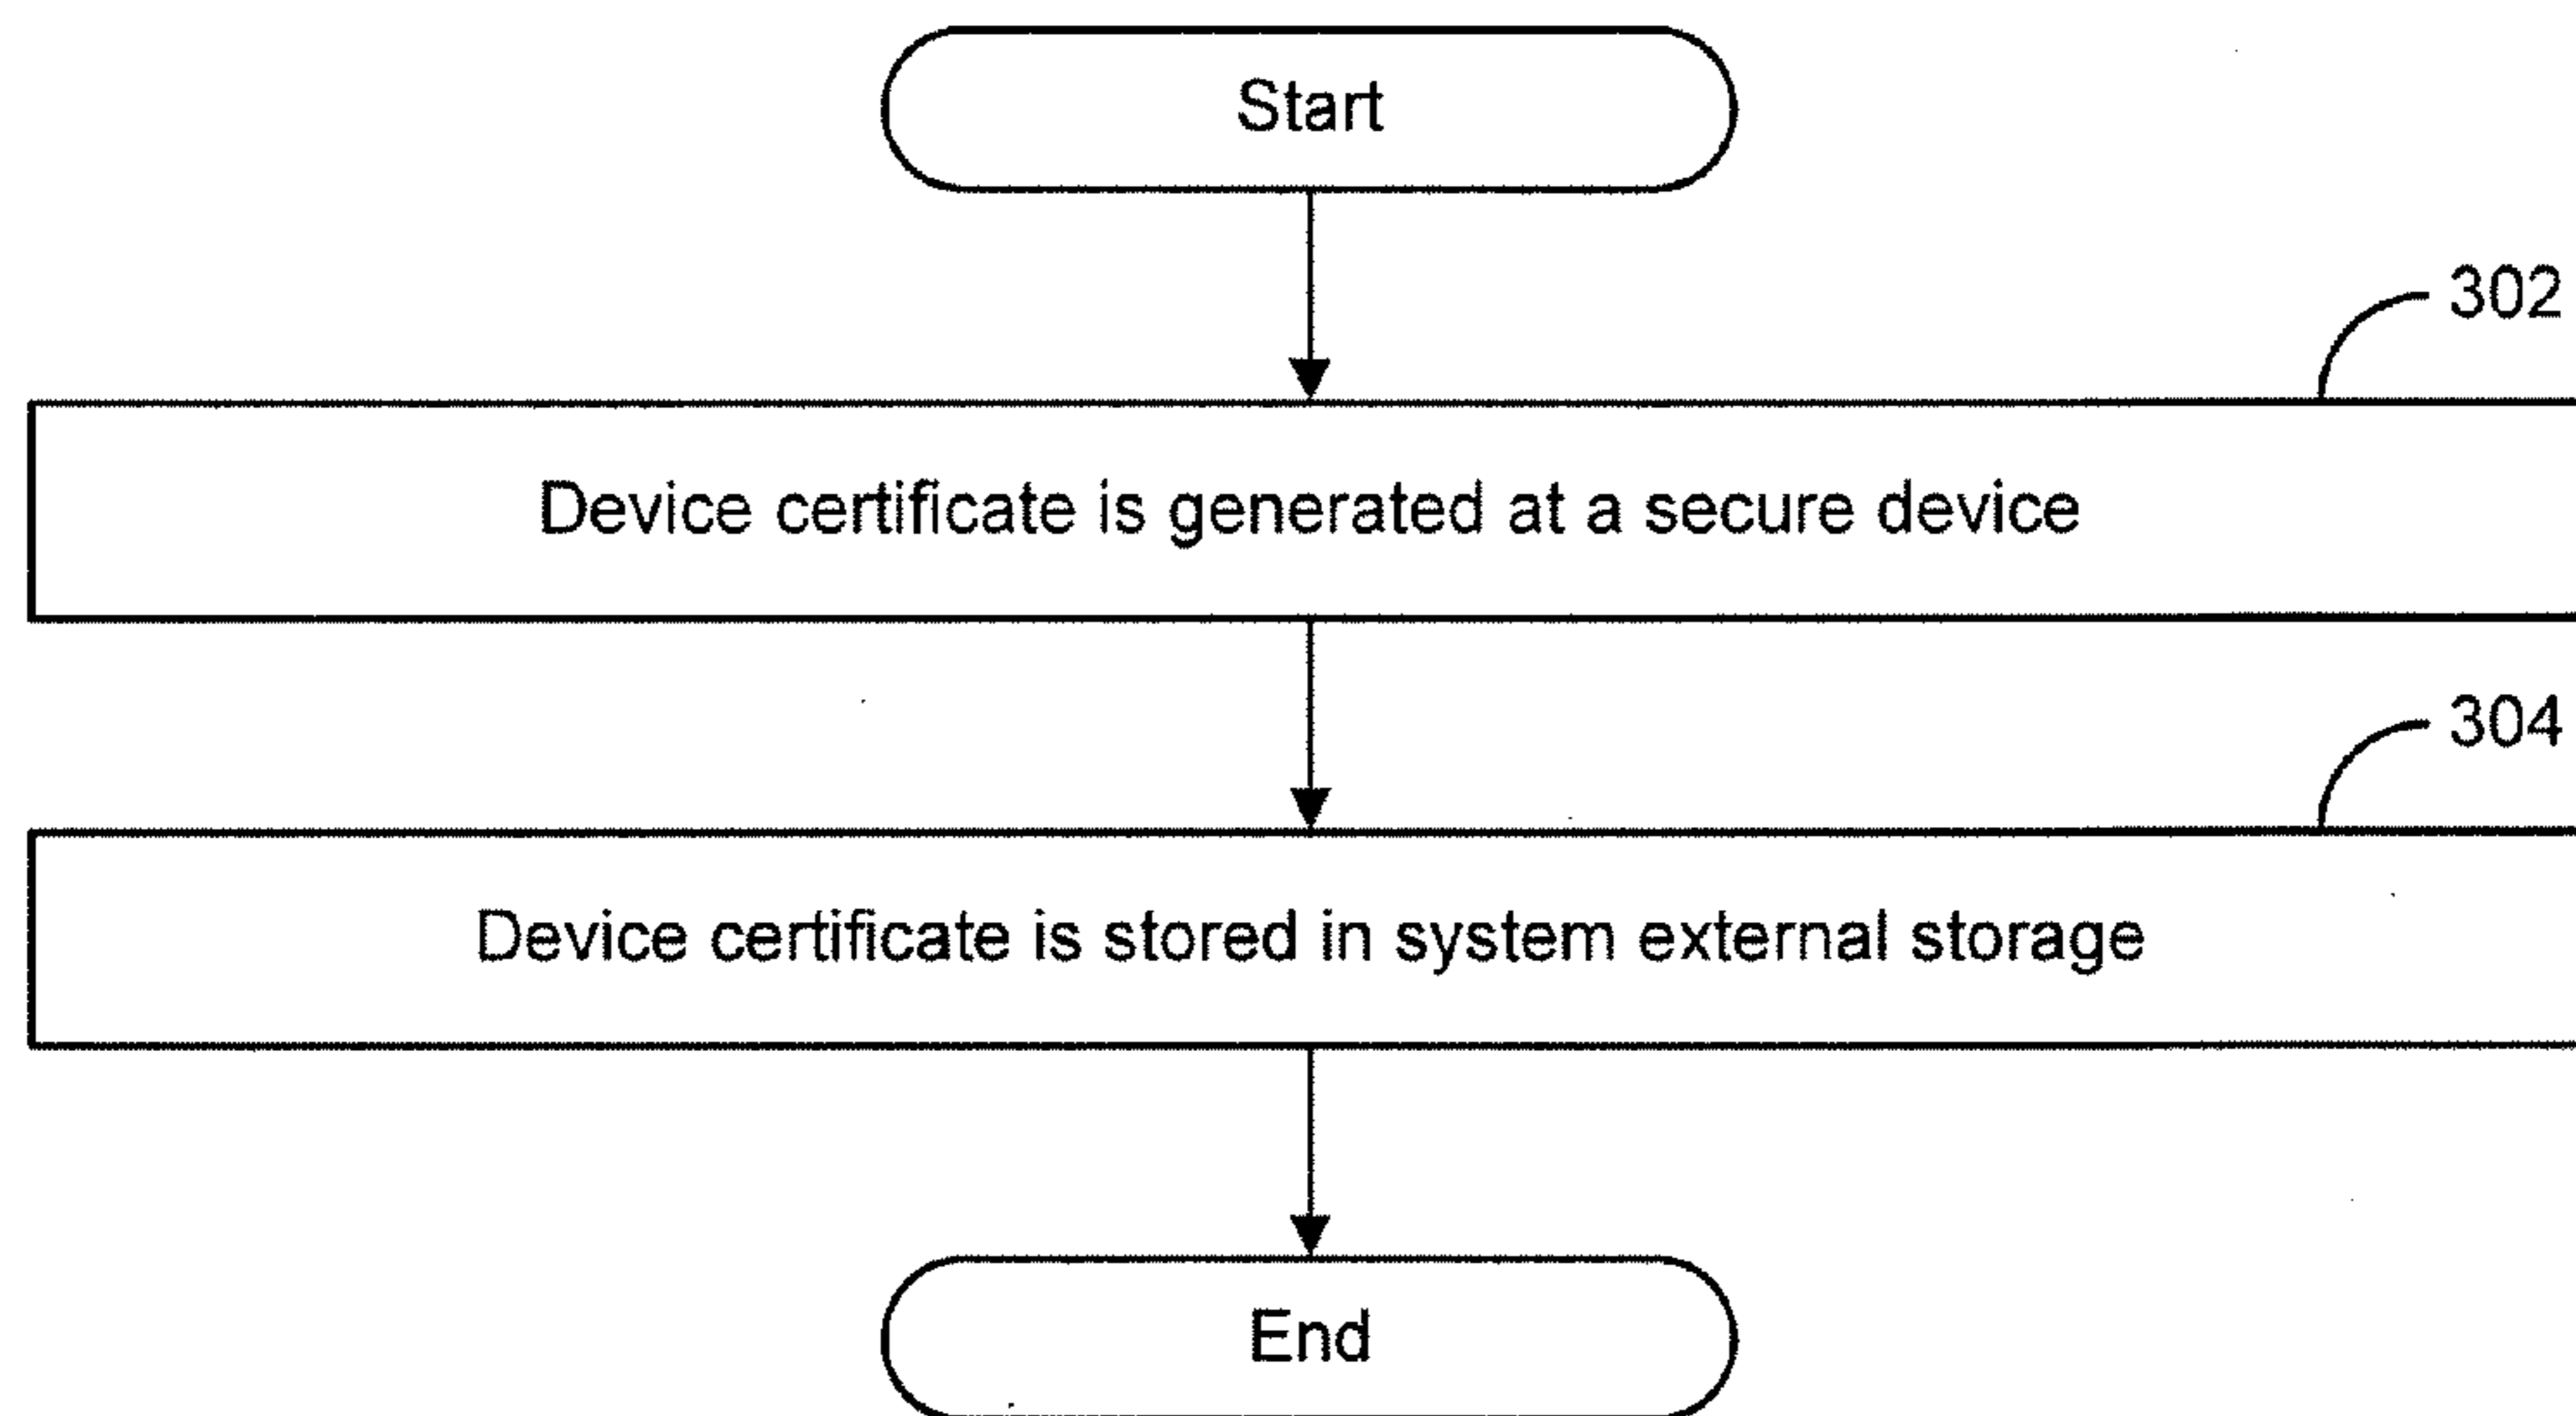 Start
302
Device certificate is generated at a secure device
304
Device certificate is stored in system external storage
End